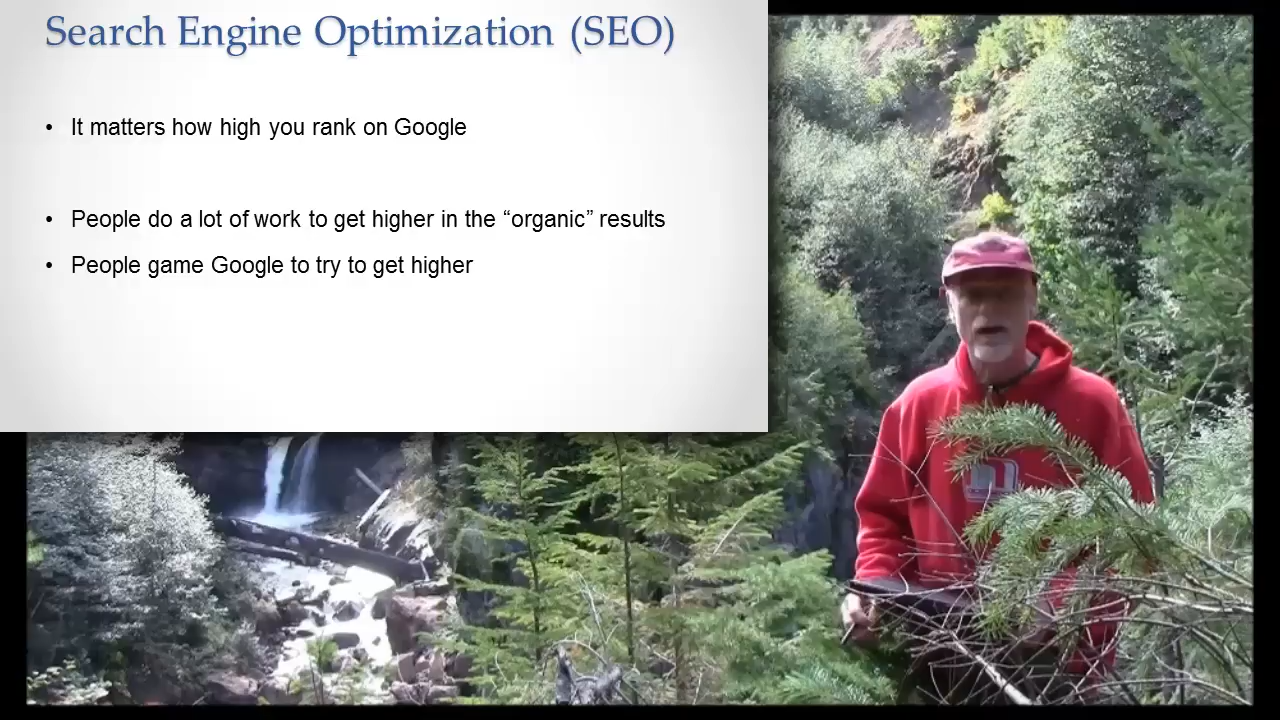 Search Engine Optimization (SEO)
• It matters how high you rank on Google
• People do a lot of work to get higher in the “organic” results
• People game Google to try to get higher